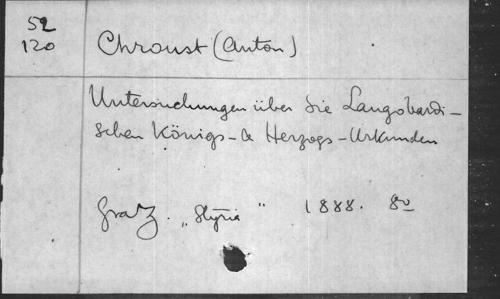 52
120
Chroust (Anton)
Untersuchungen über die Langobardi-
schen Königs- & Herzogs-Urkunden
Graz. „Styria“ 1888. 8o